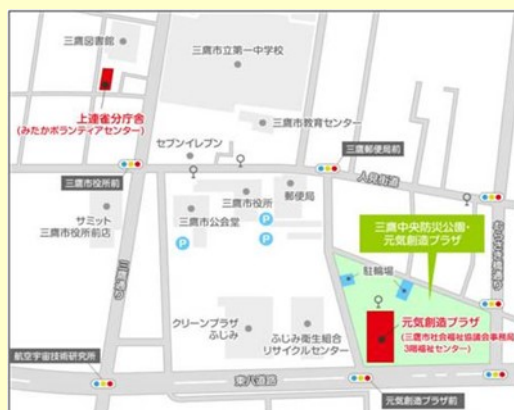 三鷹図書館
三鷹市立第一中学校
上連雀分庁舎
(みたかボランティアセンター)
三鷹市教育センター
セブンイレブン
三鷹郵便局前
三鷹市役所前
人見街道
郵便局
三鷹市役所
サミット
三鷹市役所前店
三鷹市公会堂
P
P
P
三鷹中央防災公園・
元気創造プラザ
むらさき橋通り
三鷹通り
駐輪場
クリーンプラザ
ふじみ
ふじみ衛生組合
リサイクルセンター
元気創造プラザ
(三鷹市社会福祉協議会事務局
3階福祉センター)
航空宇宙技術研究所
東八道路
元気創造プラザ前